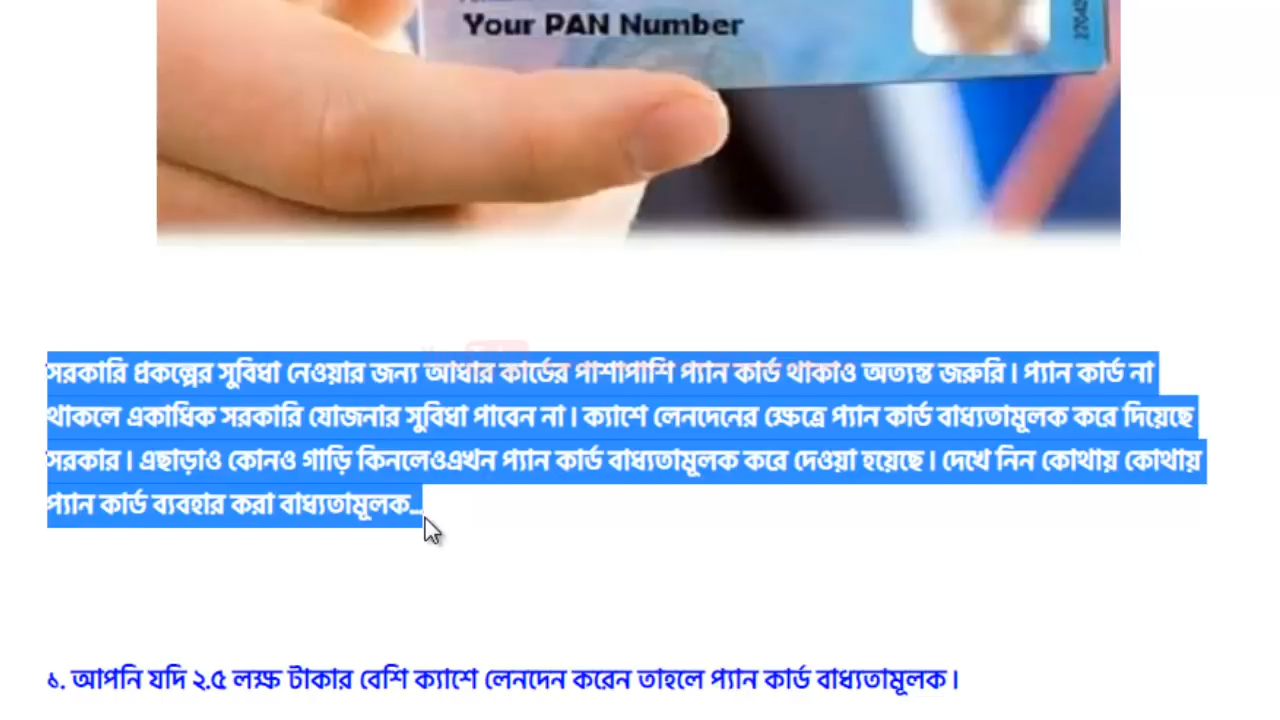 Your PAN Number
সরকারি প্রকল্পের সুবিধা নেওয়ার জন্য আধার কার্ডের পাশাপাশি প্যান কার্ড থাকাও অত্যন্ত জরুরি। প্যান কার্ড না
থাকলে একাধিক সরকারি যোজনার সুবিধা পাবেন না। ক্যাশে লেনদেনের ক্ষেত্রে প্যান কার্ড বাধ্যতামূলক করে দিয়েছে
সরকার। এছাড়াও কোনও গাড়ি কিনলেওএখন প্যান কার্ড বাধ্যতামূলক করে দেওয়া হয়েছে। দেখে নিন কোথায় কোথায়
প্যান কার্ড ব্যবহার করা বাধ্যতামূলক...
১. আপনি যদি ২.৫ লক্ষ টাকার বেশি ক্যাশে লেনদেন করেন তাহলে প্যান কার্ড বাধ্যতামূলক।